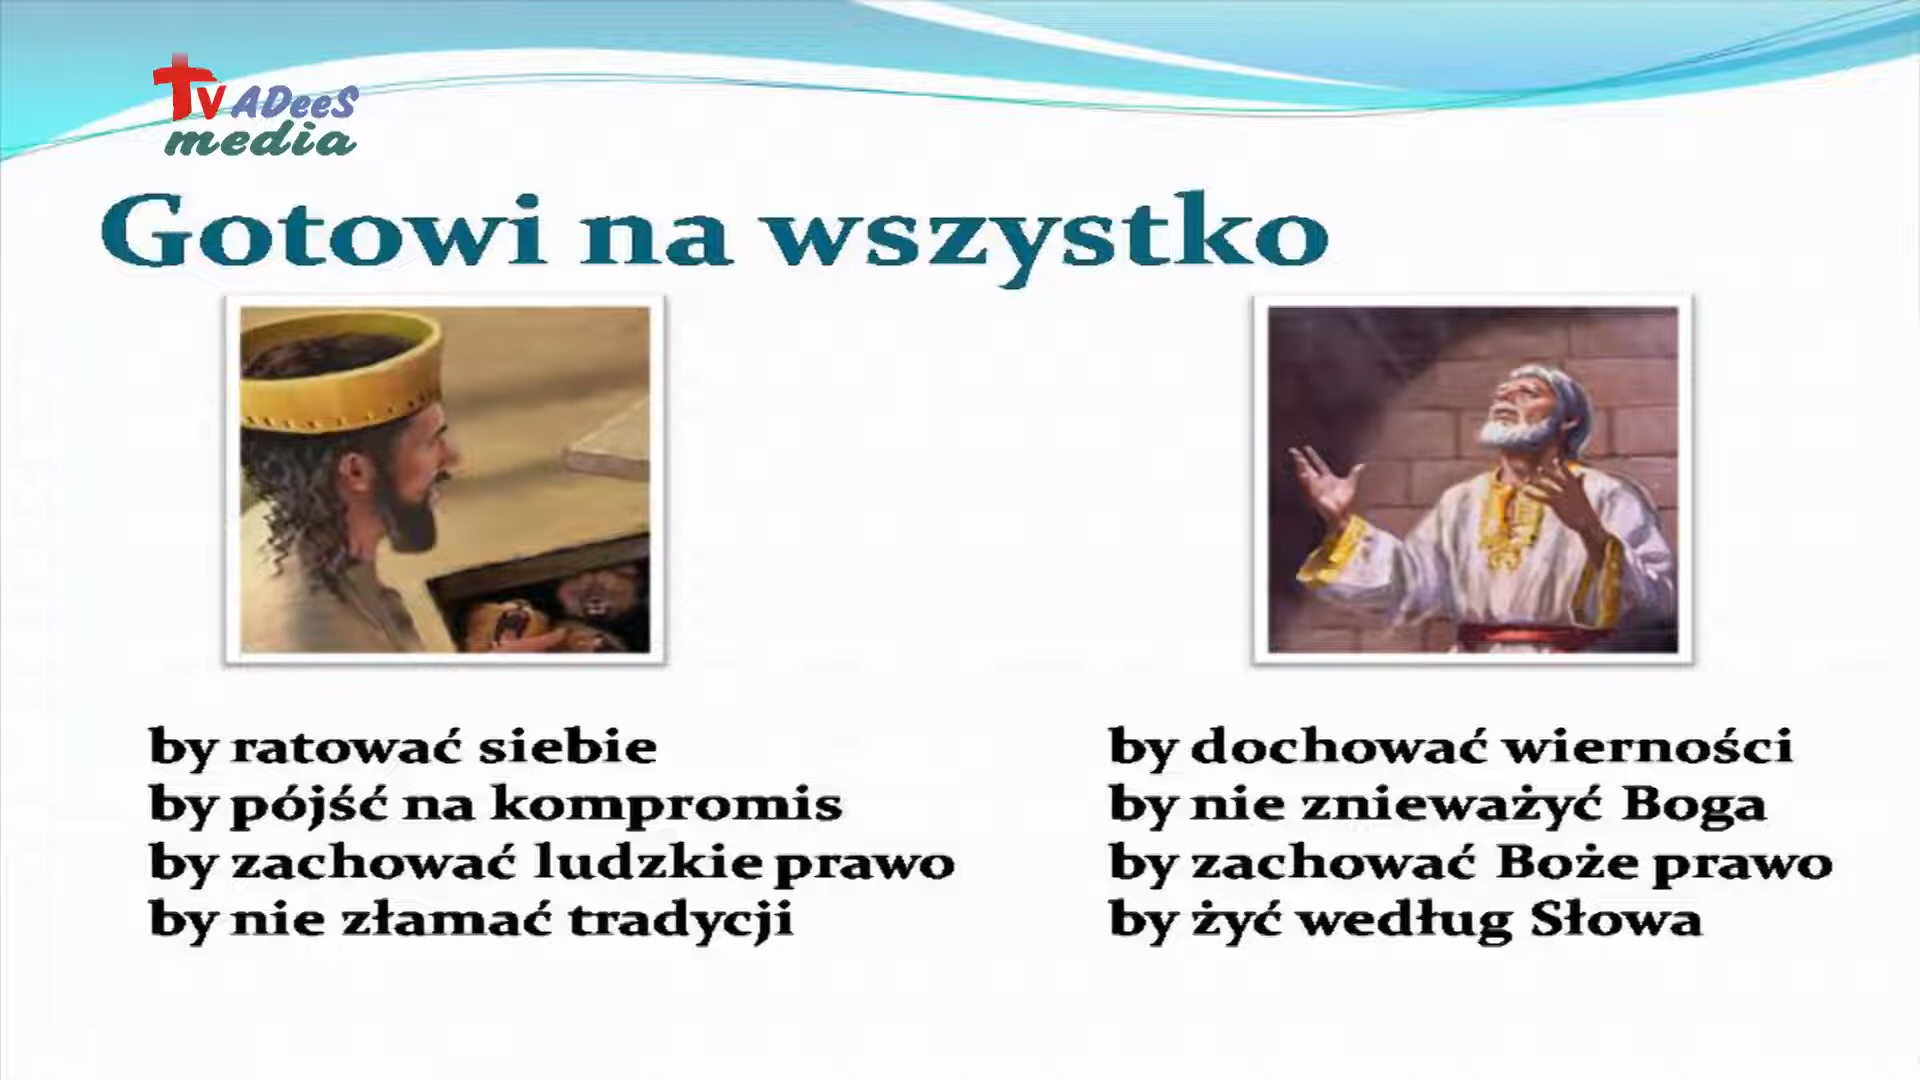 TV ADeeS
media
Gotowi na wszystko
by ratować siebie
by pójść na kompromis
by zachować ludzkie prawo
by nie złamać tradycji
by dochować wierności
by nie znieważyć Boga
by zachować Boże prawo
by żyć według Słowa